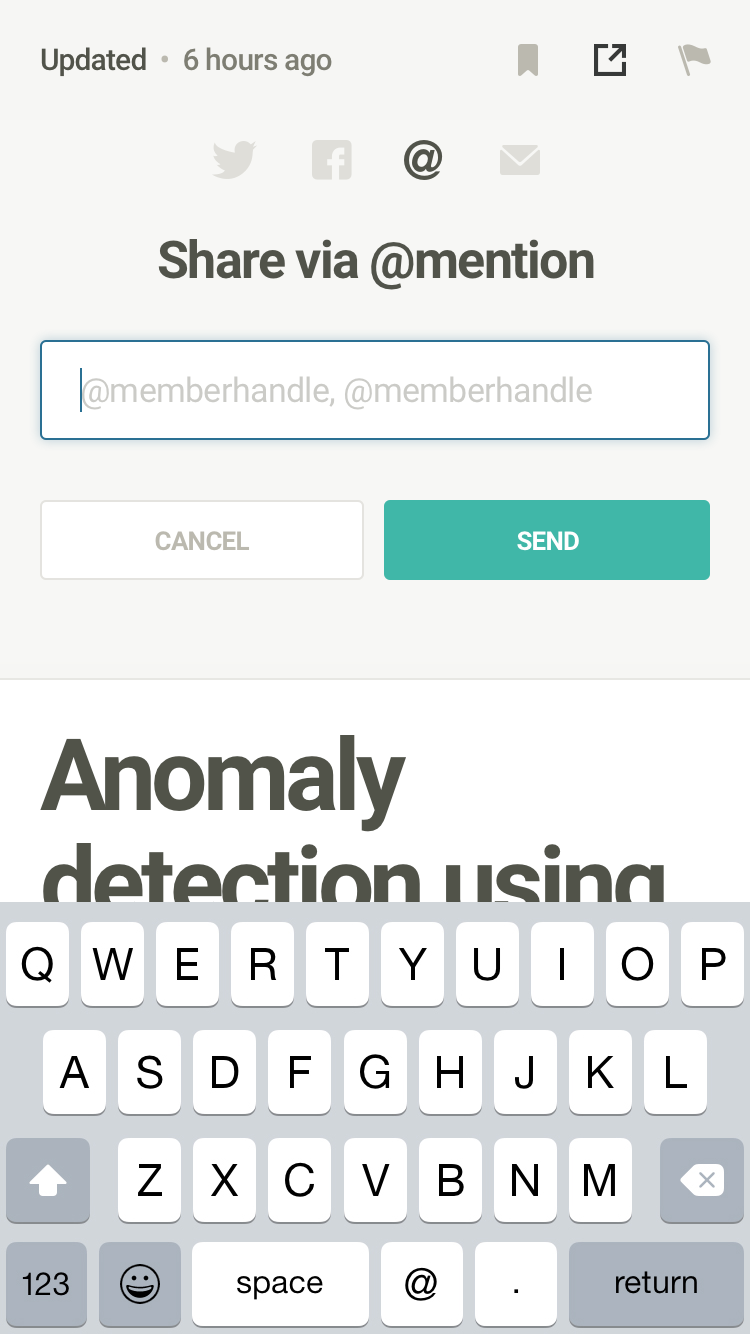 Updated • 6 hours ago
@
Share via @mention
@memberhandle, @memberhandle
CANCEL SEND
Anomaly
detection using
Q W E R T Y U I O P
A S D F G H J K L
Z X C V B N M
123 space @ . return